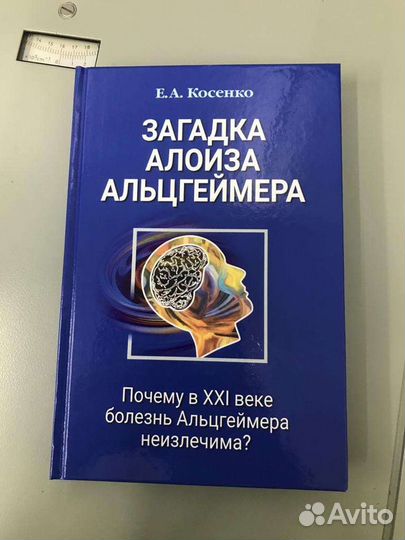 Е.А. Косенко
ЗАГАДКА
АЛОИЗА
АЛЬЦГЕЙМЕРА
Почему в XXI веке
болезнь Альцгеймера
неизлечима?
Avito